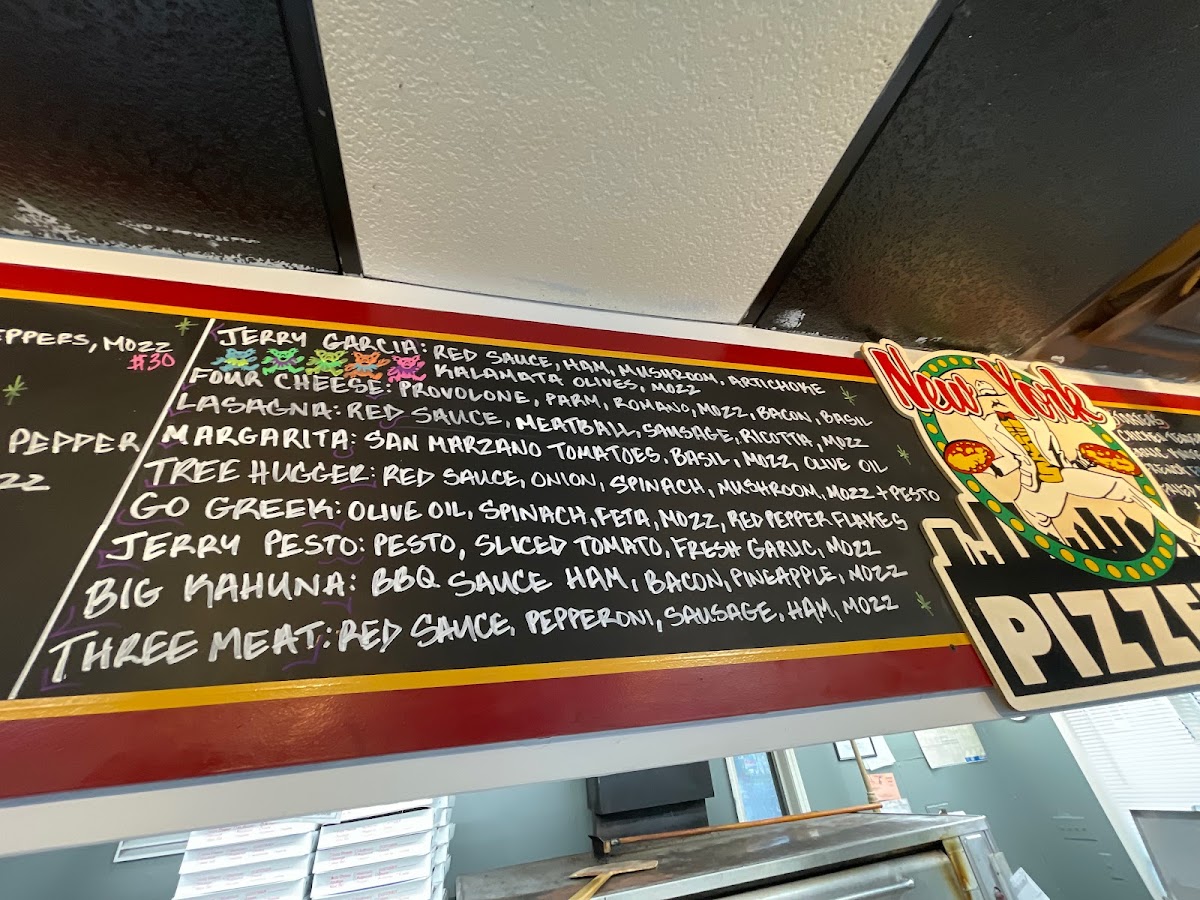 EPPERS, MOZZ
$30
PEPPER
ZZ
JERRY GARCIA: RED SAUCE, HAM, MUSHROOM, ARTICHOKE
KALAMATA OLIVES, MOZZ
FOUR CHEESE: PROVOLONE, PARM, ROMANO, MOZZ, BACON, BASIL
LASAGNA: RED SAUCE, MEATBALL, SAUSAGE, RICOTTA, MOZZ
MARGARITA: SAN MARZANO TOMATOES, BASIL, MOZZ, OLIVE OIL
TREE HUGGER: RED SAUCE, ONION, SPINACH, MUSHROOM, MOZZ + PESTO
GO GREEK: OLIVE OIL, SPINACH, FETA, MOZZ, RED PEPPER FLAKES
JERRY PESTO: PESTO, SLICED TOMATO, FRESH GARLIC, MOZZ
BIG KAHUNA: BBQ SAUCE HAM, BACON, PINEAPPLE, MOZZ
THREE MEAT: RED SAUCE, PEPPERONI, SAUSAGE, HAM, MOZZ
New York
PIZZE